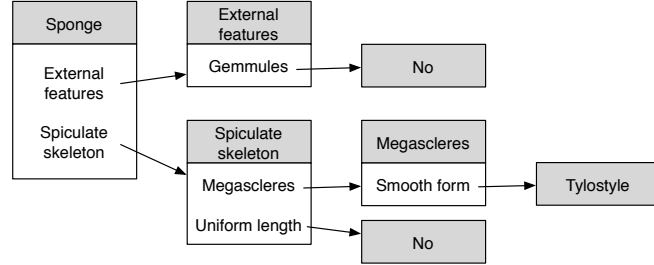 Sponge
External
features
Spiculate
skeleton
External
features
Gemmules
No
Spiculate
skeleton
Megascleres
Uniform length
Megascleres
Smooth form
Tylostyle
No